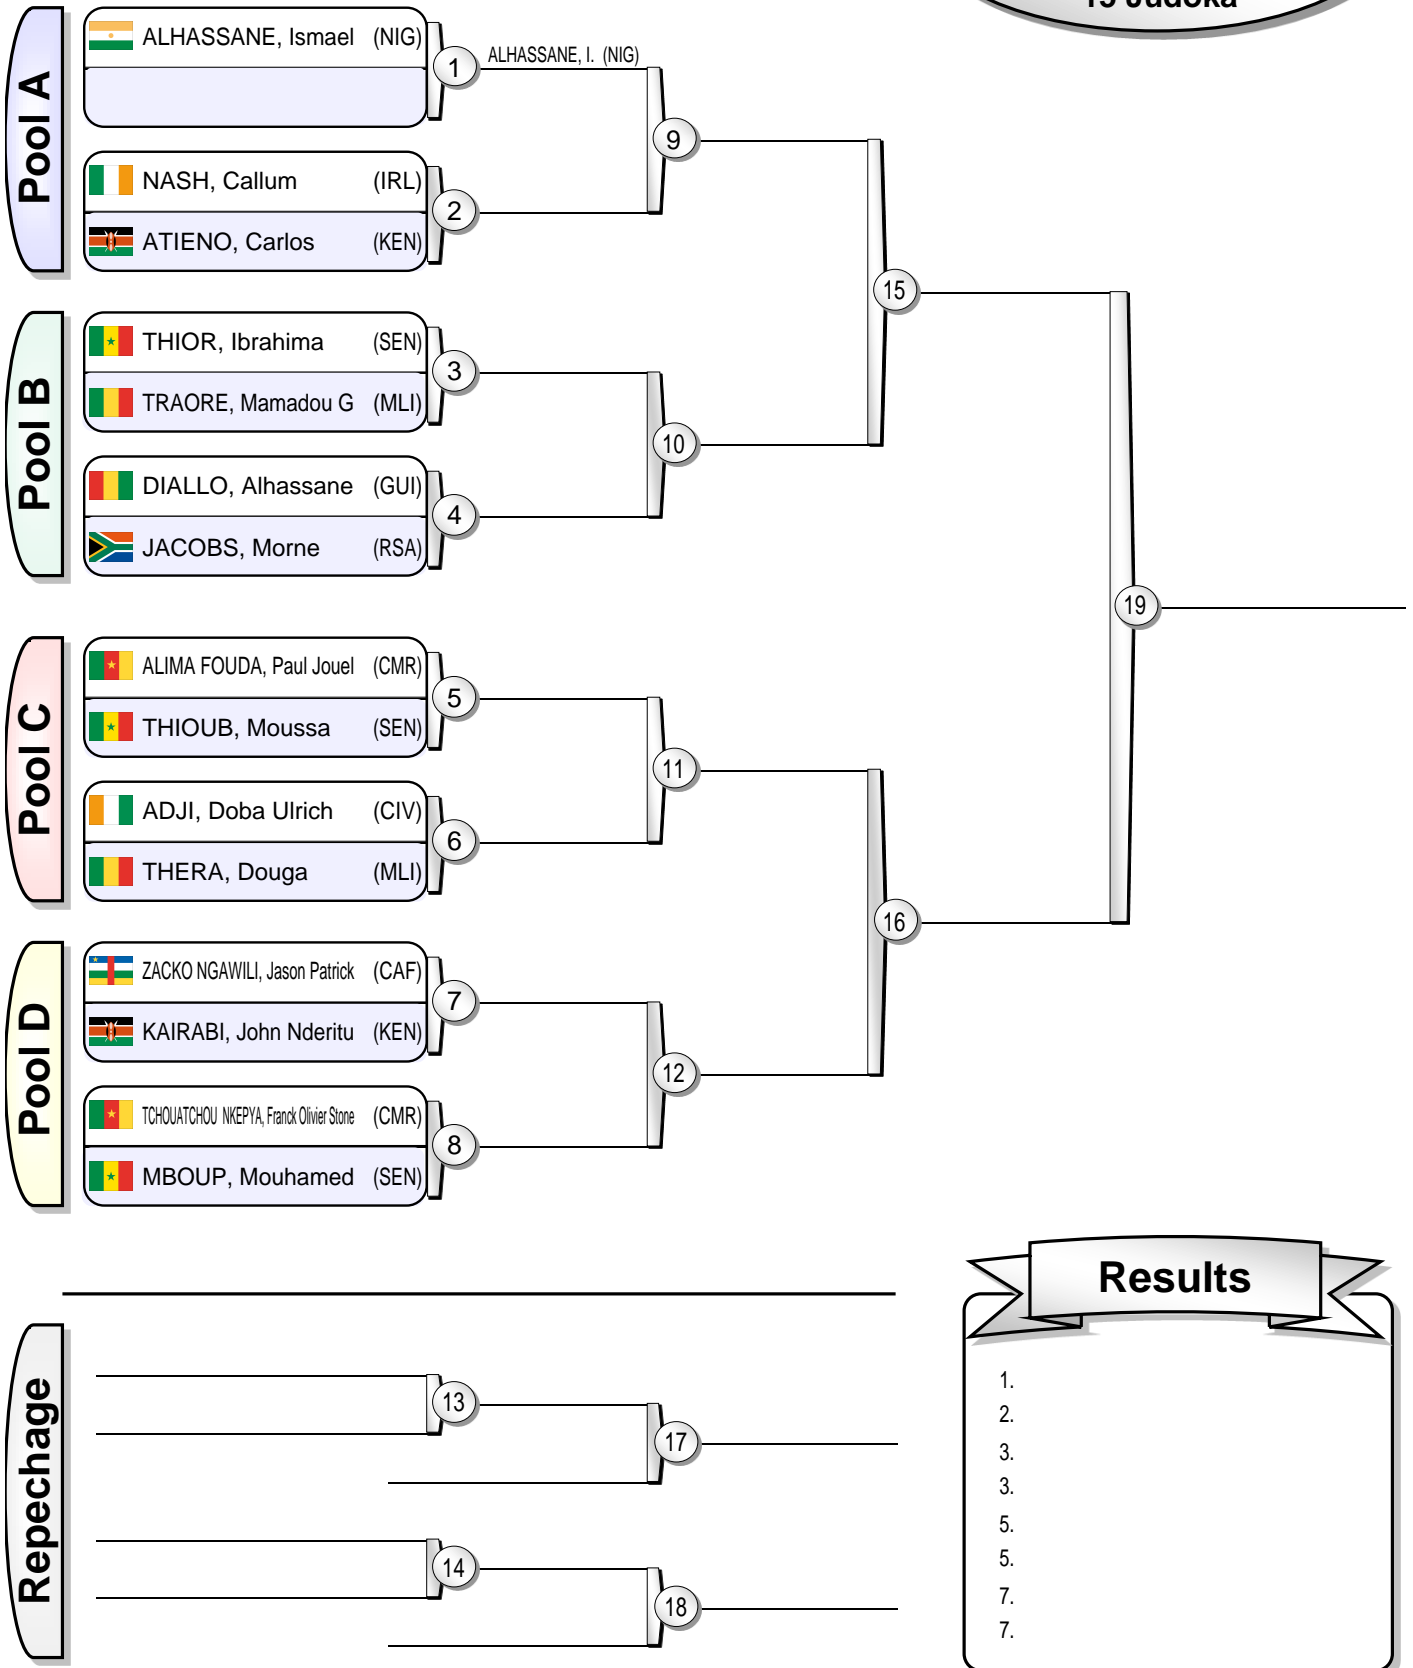 15 Judoka
Pool A
ALHASSANE, Ismael (NIG)
1
ALHASSANE, I. (NIG)
9
NASH, Callum (IRL)
2
ATIENO, Carlos (KEN)
15
Pool B
THIOR, Ibrahima (SEN)
3
TRAORE, Mamadou G (MLI)
10
DIALLO, Alhassane (GUI)
4
JACOBS, Morne (RSA)
19
Pool C
ALIMA FOUDA, Paul Jouel (CMR)
5
THIOUB, Moussa (SEN)
11
ADJI, Doba Ulrich (CIV)
6
THERA, Douga (MLI)
16
Pool D
ZACKO NGAWILI, Jason Patrick (CAF)
7
KAIRABI, John Nderitu (KEN)
12
TCHOUATCHOU NKEPYA, Franck Olivier Stone (CMR)
8
MBOUP, Mouhamed (SEN)
Repechage
13
17
14
18
Results
1.
2.
3.
3.
5.
5.
7.
7.